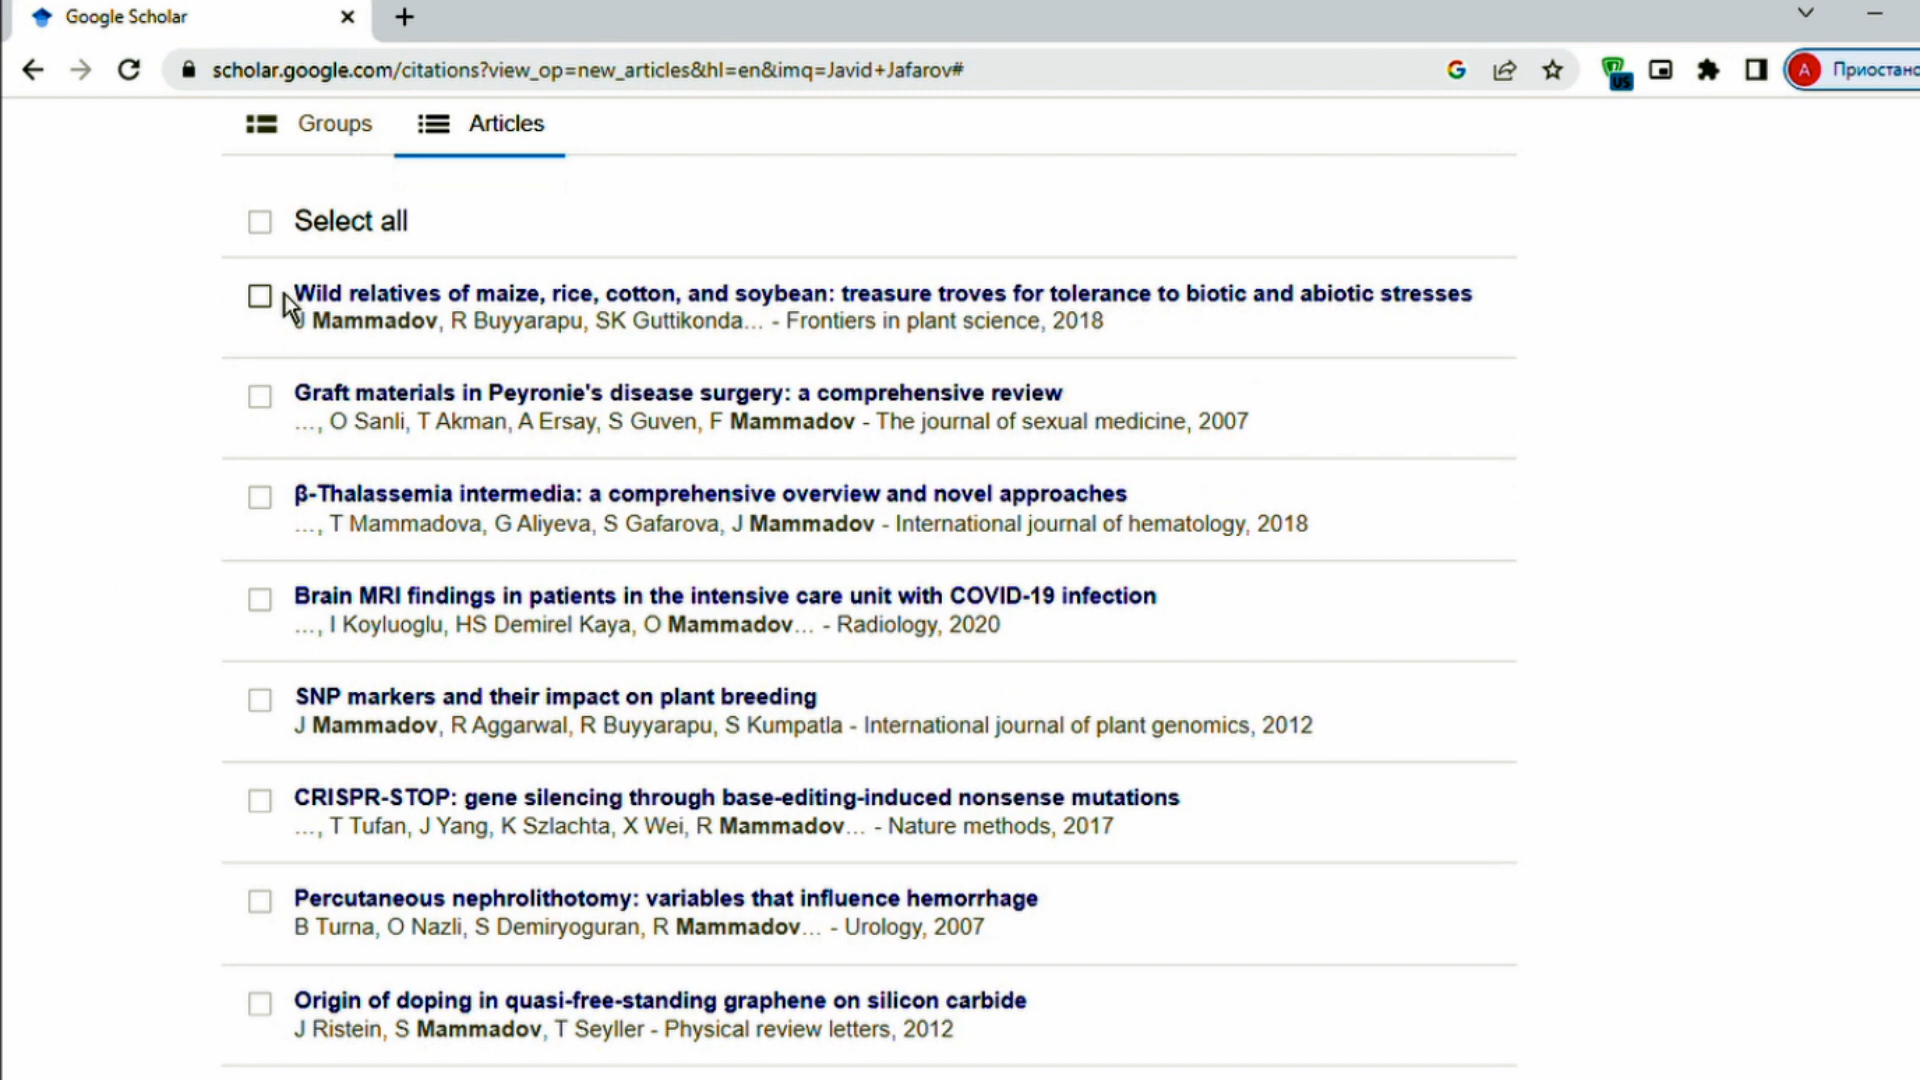 Google Scholar
scholar.google.com/citations?view_op=new_articles&hl=en&imq=Javid+Jafarov#
US
A
Приостано
Groups
Articles
Select all
Wild relatives of maize, rice, cotton, and soybean: treasure troves for tolerance to biotic and abiotic stresses
J Mammadov, R Buyyarapu, SK Guttikonda... - Frontiers in plant science, 2018
Graft materials in Peyronie's disease surgery: a comprehensive review
..., O Sanli, T Akman, A Ersay, S Guven, F Mammadov - The journal of sexual medicine, 2007
β-Thalassemia intermedia: a comprehensive overview and novel approaches
..., T Mammadova, G Aliyeva, S Gafarova, J Mammadov - International journal of hematology, 2018
Brain MRI findings in patients in the intensive care unit with COVID-19 infection
..., I Koyluoglu, HS Demirel Kaya, O Mammadov... - Radiology, 2020
SNP markers and their impact on plant breeding
J Mammadov, R Aggarwal, R Buyyarapu, S Kumpatla - International journal of plant genomics, 2012
CRISPR-STOP: gene silencing through base-editing-induced nonsense mutations
..., T Tufan, J Yang, K Szlachta, X Wei, R Mammadov... - Nature methods, 2017
Percutaneous nephrolithotomy: variables that influence hemorrhage
B Turna, O Nazli, S Demiryoguran, R Mammadov... - Urology, 2007
Origin of doping in quasi-free-standing graphene on silicon carbide
J Ristein, S Mammadov, T Seyller - Physical review letters, 2012